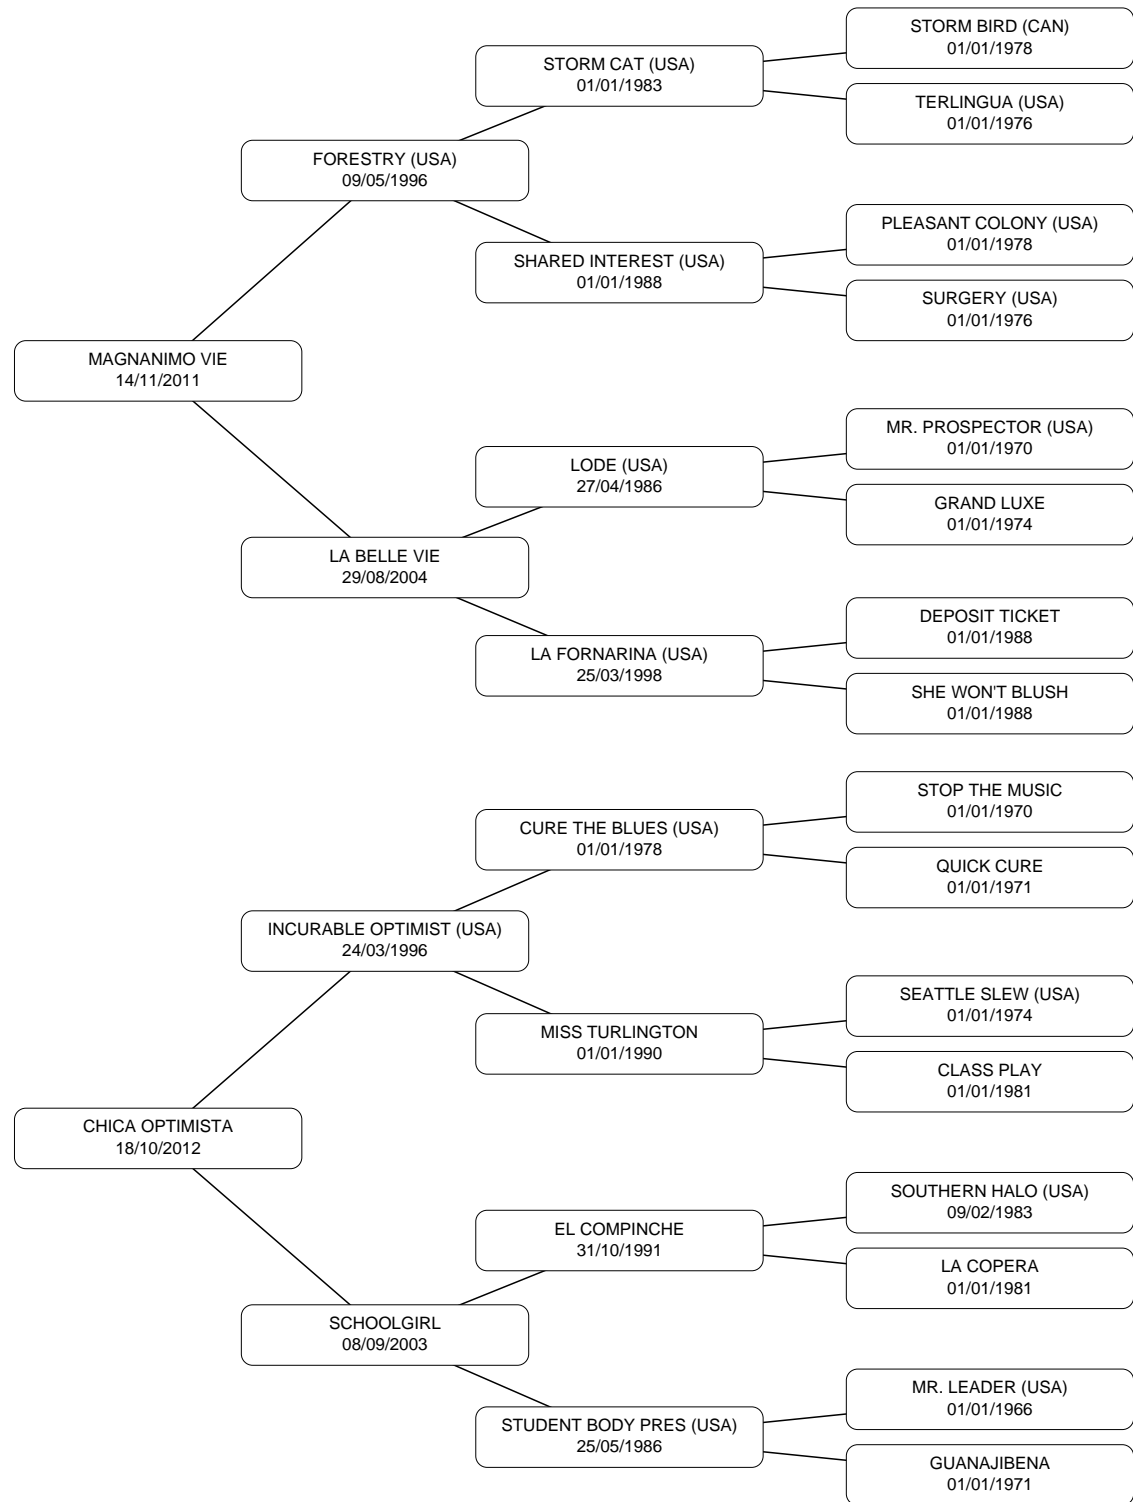 STORM BIRD (CAN)
01/01/1978
STORM CAT (USA)
01/01/1983
TERLINGUA (USA)
01/01/1976
FORESTRY (USA)
09/05/1996
PLEASANT COLONY (USA)
01/01/1978
SHARED INTEREST (USA)
01/01/1988
SURGERY (USA)
01/01/1976
MAGNANIMO VIE
14/11/2011
MR. PROSPECTOR (USA)
01/01/1970
LODE (USA)
27/04/1986
GRAND LUXE
01/01/1974
LA BELLE VIE
29/08/2004
DEPOSIT TICKET
01/01/1988
LA FORNARINA (USA)
25/03/1998
SHE WON'T BLUSH
01/01/1988
STOP THE MUSIC
01/01/1970
CURE THE BLUES (USA)
01/01/1978
QUICK CURE
01/01/1971
INCURABLE OPTIMIST (USA)
24/03/1996
SEATTLE SLEW (USA)
01/01/1974
MISS TURLINGTON
01/01/1990
CLASS PLAY
01/01/1981
CHICA OPTIMISTA
18/10/2012
SOUTHERN HALO (USA)
09/02/1983
EL COMPINCHE
31/10/1991
LA COPERA
01/01/1981
SCHOOLGIRL
08/09/2003
MR. LEADER (USA)
01/01/1966
STUDENT BODY PRES (USA)
25/05/1986
GUANAJIBENA
01/01/1971